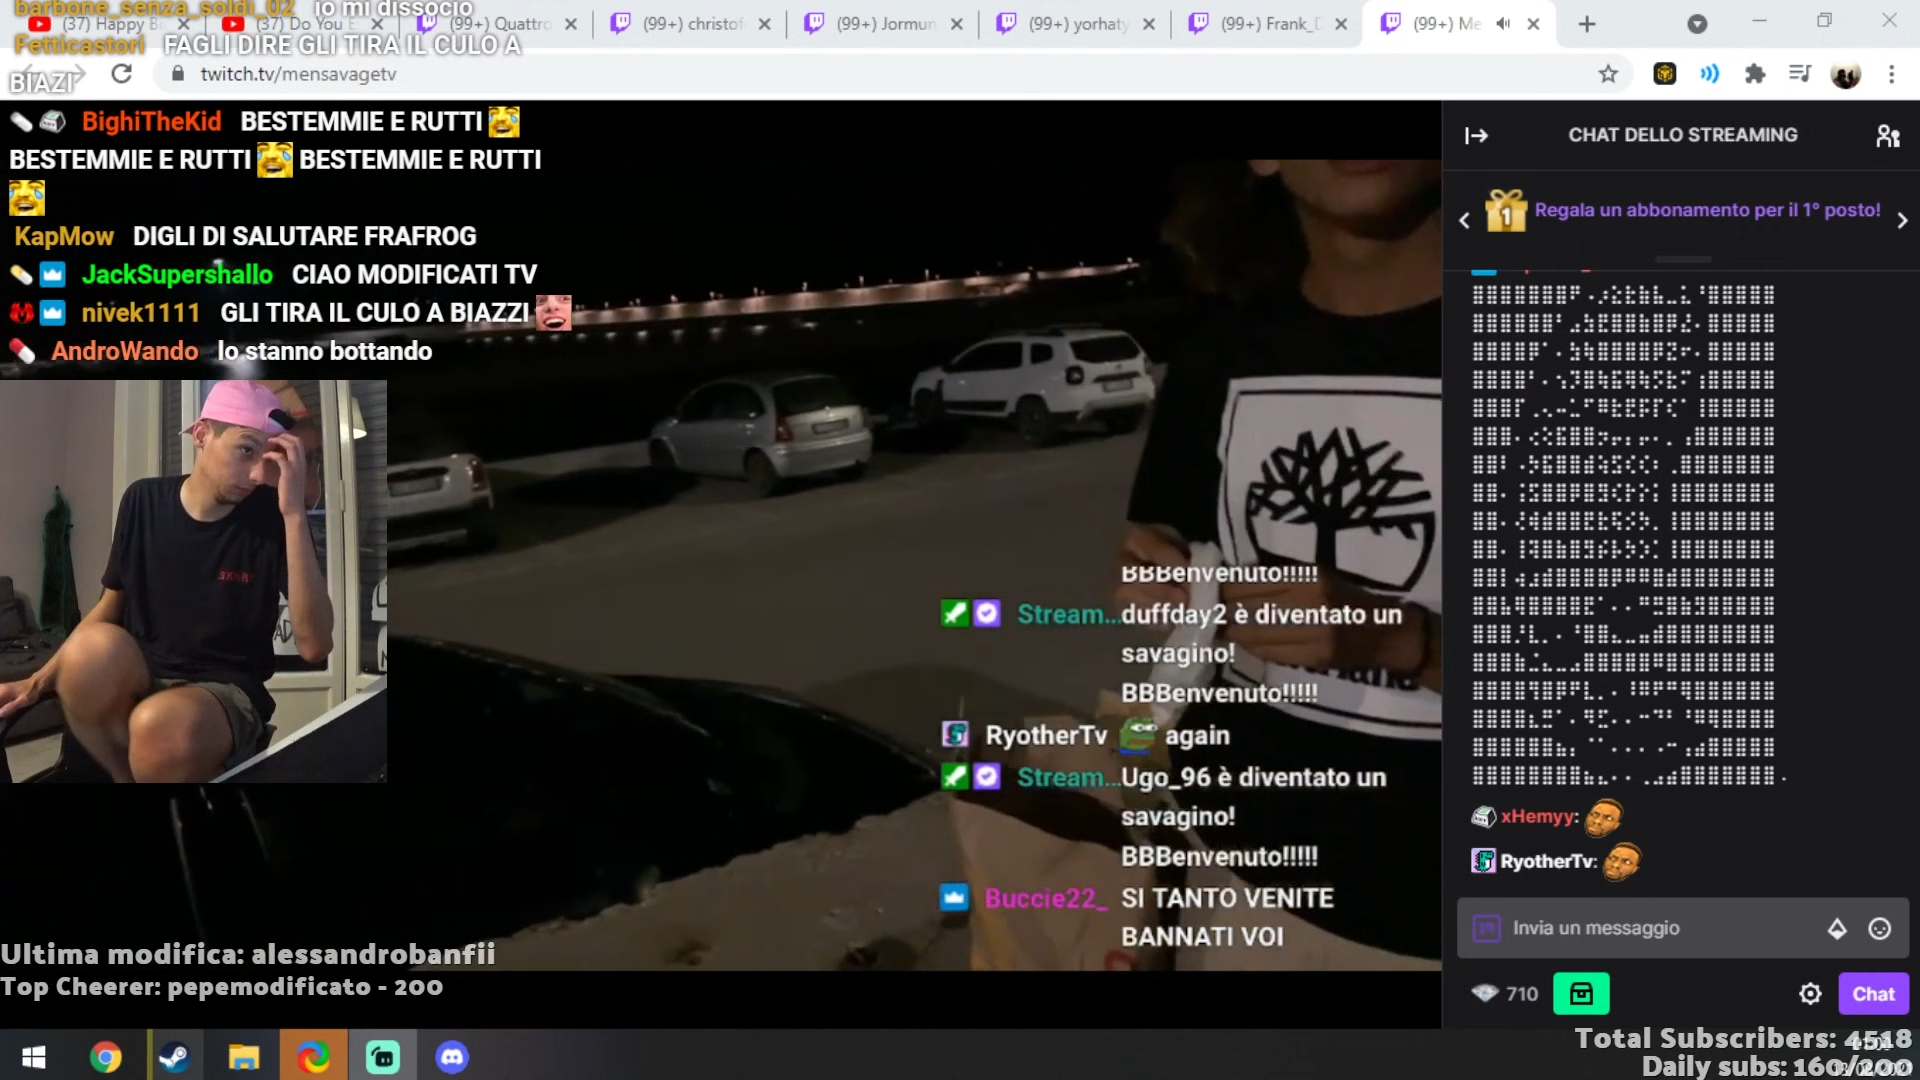 barbone_senza_soldi_02 io mi dissocio
(37) Happy Bi
(37) Do You E
(99+) Quattro
(99+) christof
(99+) Jormun
(99+) yorhaty
(99+) Frank_D
(99+) Me
Fetticastori FAGLI DIRE GLI TIRA IL CULO A
BIAZI
twitch.tv/mensavagetv
BighiTheKid BESTEMMIE E RUTTI
BESTEMMIE E RUTTI BESTEMMIE E RUTTI
KapMow DIGLI DI SALUTARE FRAFROG
JackSupershallo CIAO MODIFICATI TV
nivek1111 GLI TIRA IL CULO A BIAZZI
AndroWando lo stanno bottando
CHAT DELLO STREAMING
1
Regala un abbonamento per il 1° posto!
BBBenvenuto!!!!!
Stream...duffday2 è diventato un
savagino!
BBBenvenuto!!!!!
RyotherTv again
Stream...Ugo_96 è diventato un
savagino!
BBBenvenuto!!!!!
Buccie22_ SI TANTO VENITE
BANNATI VOI
xHemyy:
RyotherTv:
Invia un messaggio
710
Chat
Ultima modifica: alessandrobanfii
Top Cheerer: pepemodificato - 200
Total Subscribers: 4518
Daily subs: 160/200